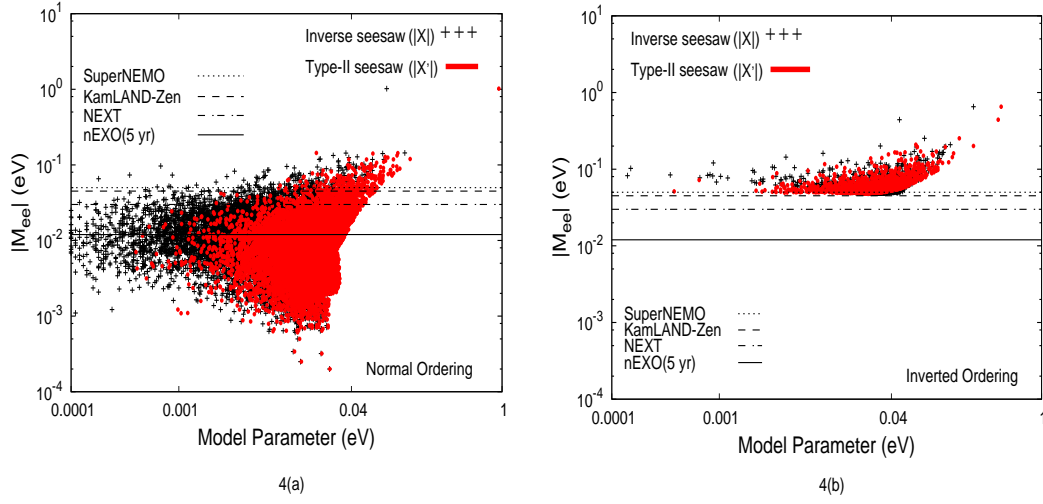 Inverse seesaw (|X|)
Type-II seesaw (|X'|)
SuperNEMO
KamLAND-Zen
NEXT
nEXO(5 yr)
10^1
10^0
10^-1
10^-2
10^-3
10^-4
|M_ee| (eV)
Normal Ordering
0.0001 0.001 0.04 1
Model Parameter (eV)
4(a)
Inverse seesaw (|X|)
Type-II seesaw (|X'|)
10^1
10^0
10^-1
10^-2
10^-3
10^-4
|M_ee| (eV)
SuperNEMO
KamLAND-Zen
NEXT
nEXO(5 yr)
Inverted Ordering
0.0001 0.001 0.04 1
Model Parameter (eV)
4(b)